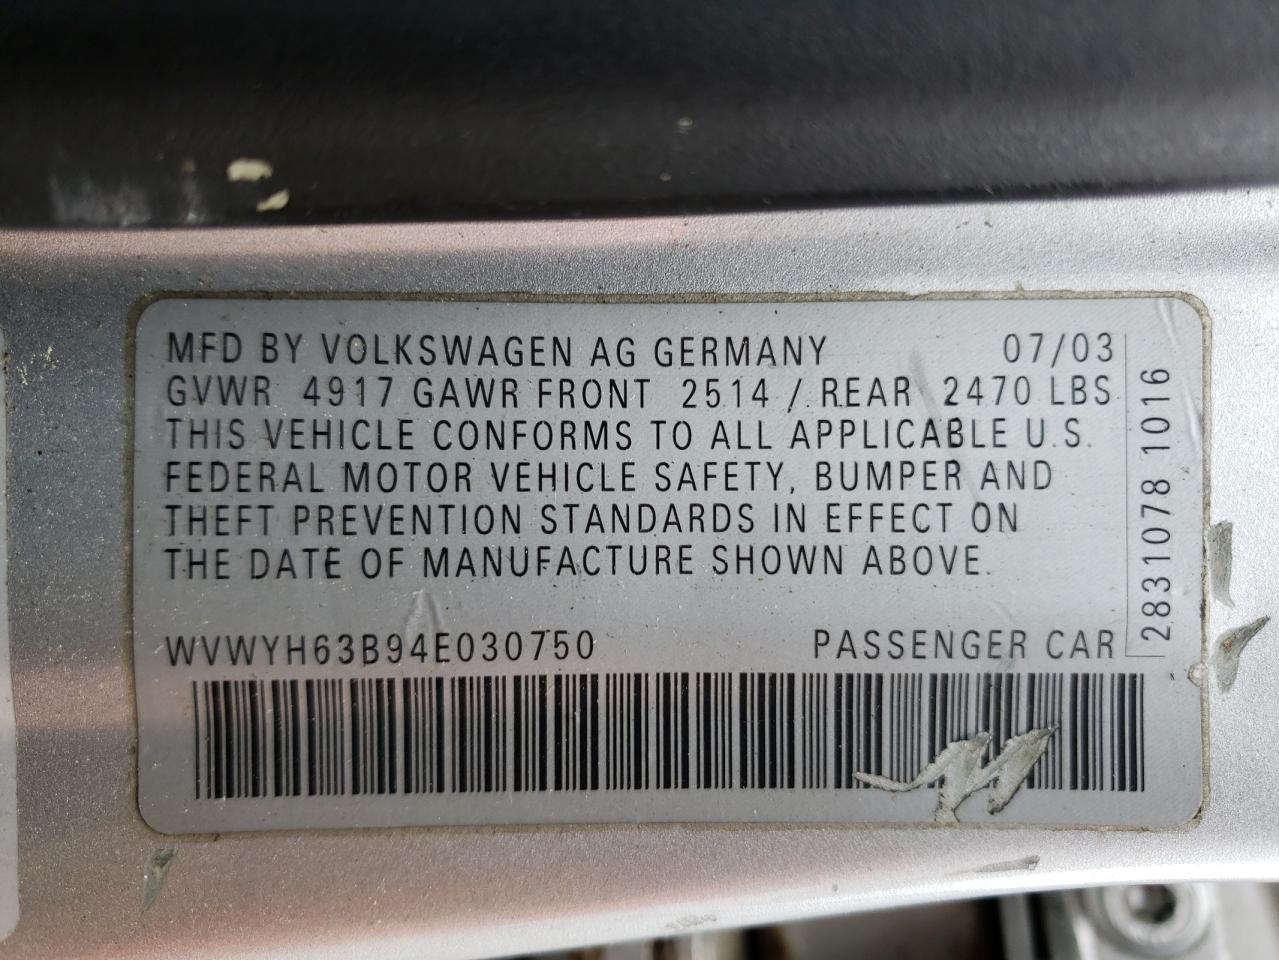 MFD BY VOLKSWAGEN AG GERMANY 07/03
GVWR 4917 GAWR FRONT 2514 / REAR 2470 LBS
THIS VEHICLE CONFORMS TO ALL APPLICABLE U.S.
FEDERAL MOTOR VEHICLE SAFETY, BUMPER AND
THEFT PREVENTION STANDARDS IN EFFECT ON
THE DATE OF MANUFACTURE SHOWN ABOVE.
WVWYH63B94E030750 PASSENGER CAR
2831078 1016